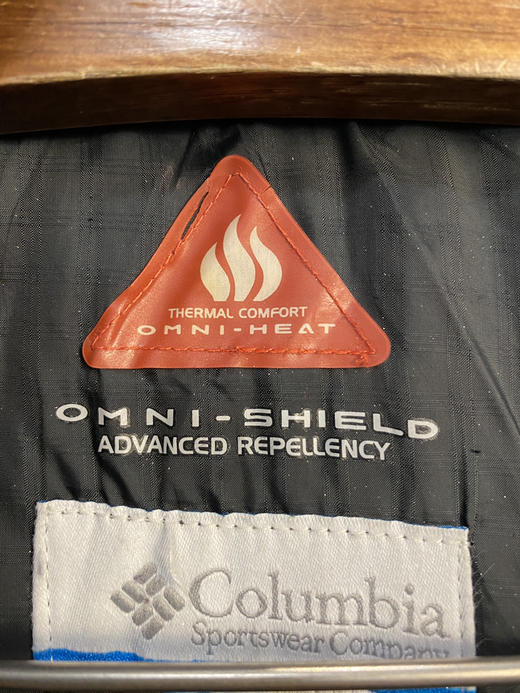 THERMAL COMFORT
OMNI-HEAT
OMNI-SHIELD
ADVANCED REPELLENCY
Columbia
Sportswear Company